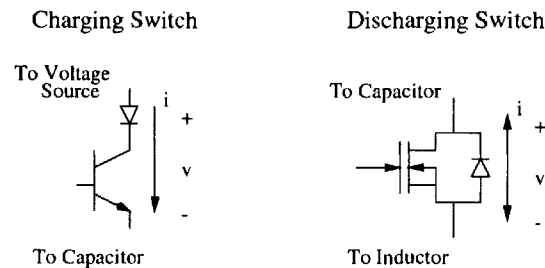 Charging Switch
To Voltage
Source
i
+
v
-
To Capacitor
Discharging Switch
To Capacitor
i
+
v
-
To Inductor